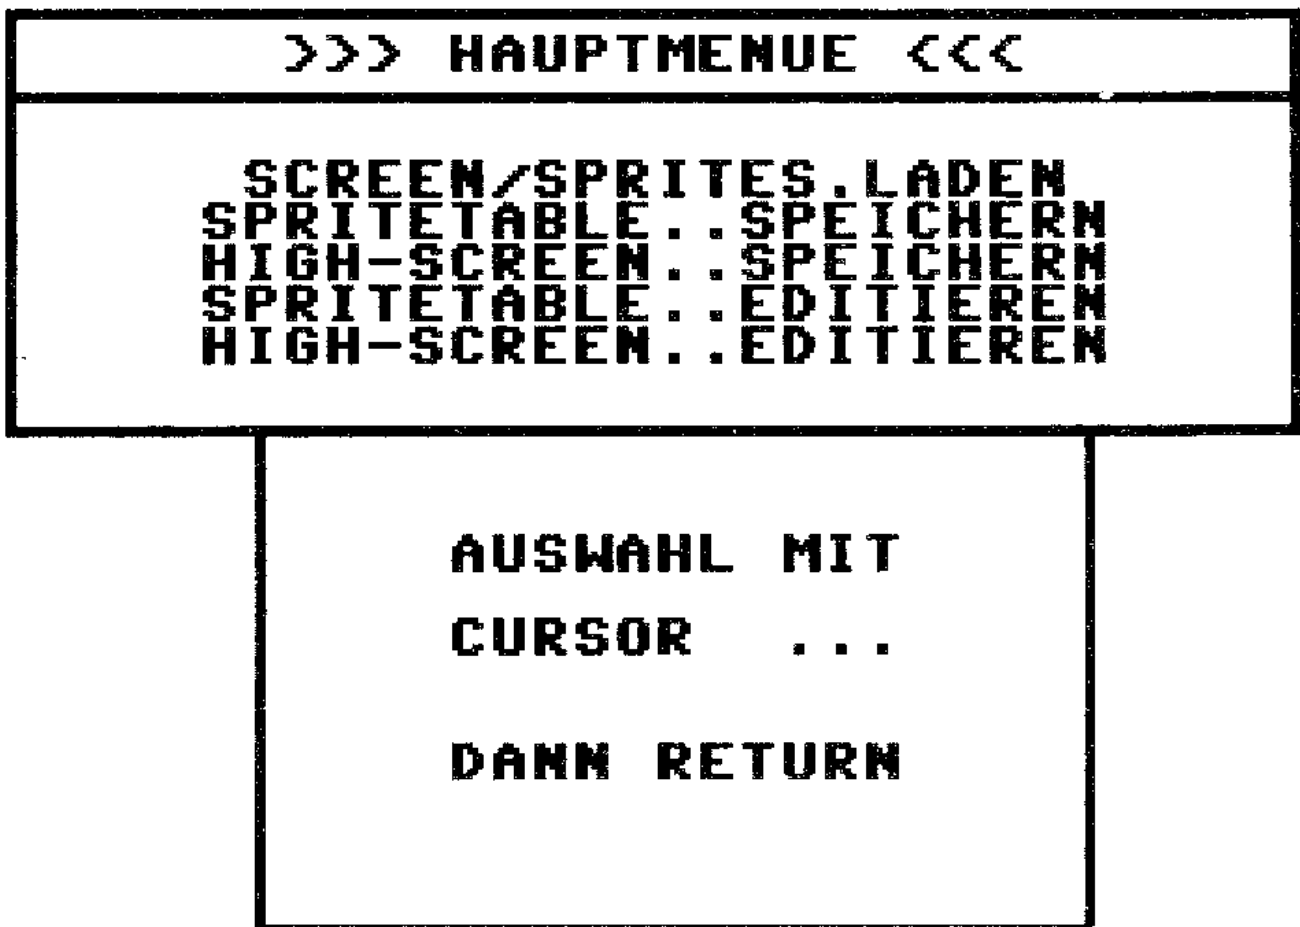 >>> HAUPTMENUE <<<
SCREEN/SPRITES.LADEN
SPRITETABLE..SPEICHERN
HIGH-SCREEN..SPEICHERN
SPRITETABLE..EDITIEREN
HIGH-SCREEN..EDITIEREN
AUSWAHL MIT
CURSOR ...
DANN RETURN